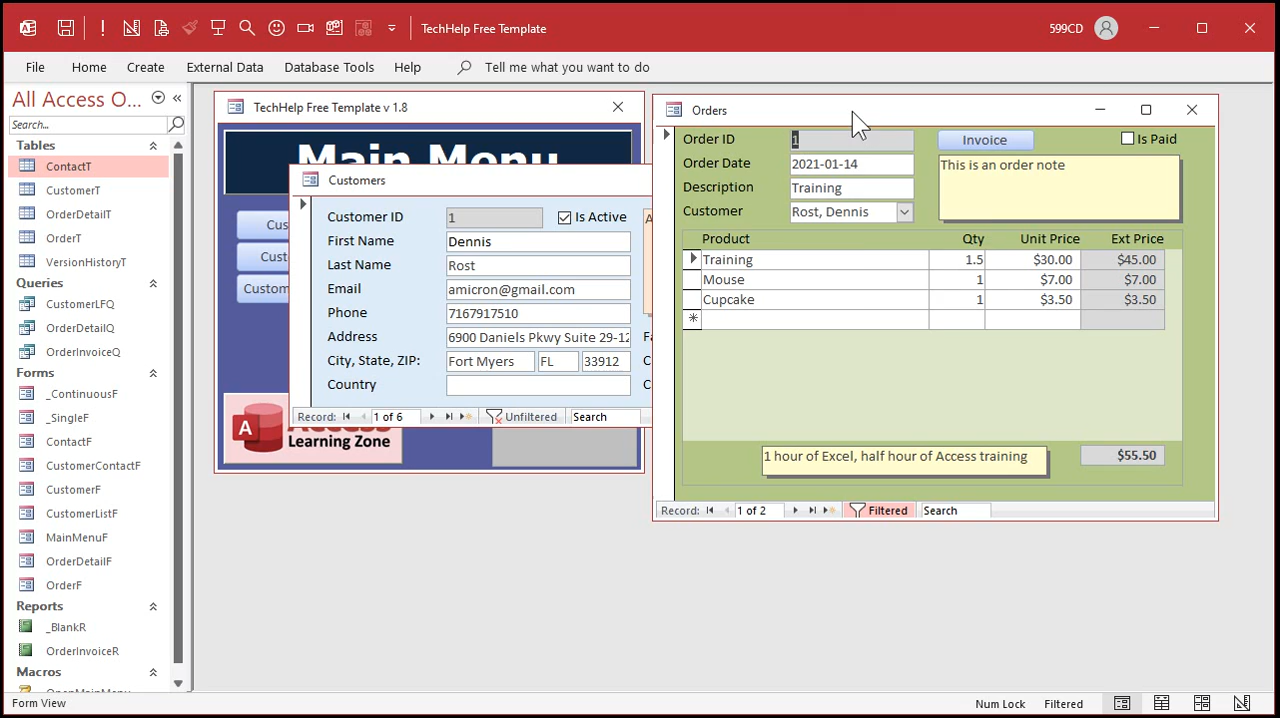 TechHelp Free Template
599CD
File Home Create External Data Database Tools Help Tell me what you want to do
All Access O...
Search...
Tables
ContactT
CustomerT
OrderDetailT
OrderT
VersionHistoryT
Queries
CustomerLFQ
OrderDetailQ
OrderInvoiceQ
Forms
_ContinuousF
_SingleF
ContactF
CustomerContactF
CustomerF
CustomerListF
MainMenuF
OrderDetailF
OrderF
Reports
_BlankR
OrderInvoiceR
Macros
TechHelp Free Template v 1.8
Main Menu
Cus
Cust
Custom
A
Learning Zone
Customers
Customer ID 1 Is Active
First Name Dennis
Last Name Rost
Email amicron@gmail.com
Phone 7167917510
Address 6900 Daniels Pkwy Suite 29-12
City, State, ZIP: Fort Myers FL 33912
Country
Record: 1 of 6 Unfiltered Search
Orders
Order ID 1 Invoice Is Paid
Order Date 2021-01-14 This is an order note
Description Training
Customer Rost, Dennis
Product Qty Unit Price Ext Price
Training 1.5 $30.00 $45.00
Mouse 1 $7.00 $7.00
Cupcake 1 $3.50 $3.50
1 hour of Excel, half hour of Access training $55.50
Record: 1 of 2 Filtered Search
Form View
Num Lock Filtered